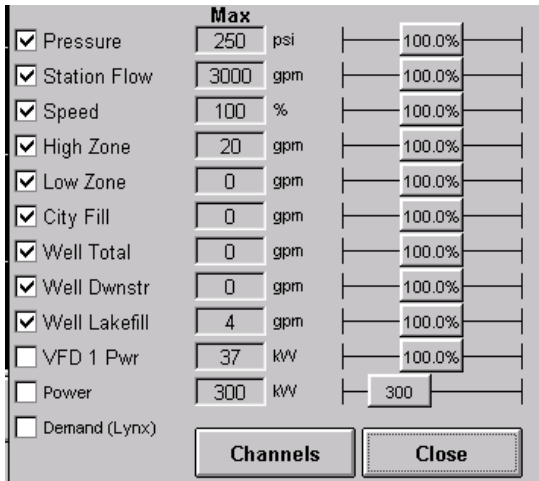 Max
Pressure 250 psi 100.0%
Station Flow 3000 gpm 100.0%
Speed 100 % 100.0%
High Zone 20 gpm 100.0%
Low Zone 0 gpm 100.0%
City Fill 0 gpm 100.0%
Well Total 0 gpm 100.0%
Well Dwnstr 0 gpm 100.0%
Well Lakefill 4 gpm 100.0%
VFD 1 Pwr 37 kW 100.0%
Power 300 kW 300
Demand (Lynx)
Channels Close